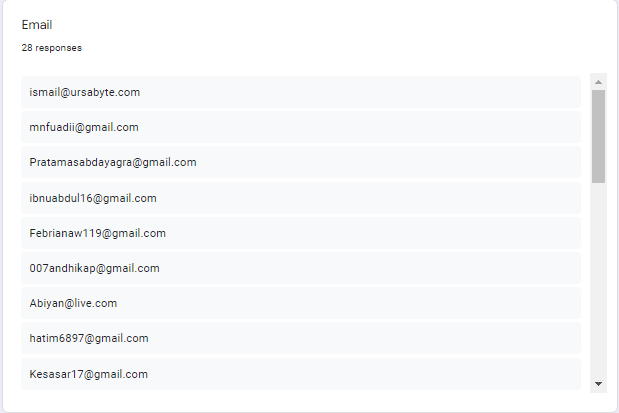 Email
28 responses
ismail@ursabyte.com
mnfuadii@gmail.com
Pratamasabdayagra@gmail.com
ibnuabdul16@gmail.com
Febrianaw119@gmail.com
007andhikap@gmail.com
Abiyan@live.com
hatim6897@gmail.com
Kesasar17@gmail.com